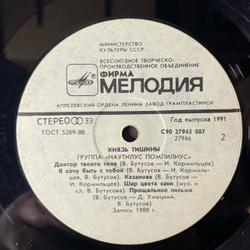 МИНИСТЕРСТВО
КУЛЬТУРЫ СССР
ВСЕСОЮЗНОЕ ТВОРЧЕСКО-
ПРОИЗВОДСТВЕННОЕ ОБЪЕДИНЕНИЕ
ФИРМА
МЕЛОДИЯ
АПРЕЛЕВСКИЙ ОРДЕНА ЛЕНИНА ЗАВОД ГРАМПЛАСТИНОК
СТЕРЕО 33 Год выпуска 1991
ГОСТ 5289-88 С90 27945 007
27946 2
КНЯЗЬ ТИШИНЫ
ГРУППА «НАУТИЛУС ПОМПИЛИУС»
Доктор твоего тела (В. Бутусов — И. Кормильцев)
Я хочу быть с тобой (В. Бутусов — И. Кормильцев)
Казанова (В. Бутусов — И. Кормильцев).
Шар цвета хаки (муз. и
сл. В. Бутусова). Прощальное письмо
(В. Бутусов — Д. Умецкий,
В. Бутусов)
Запись 1988 г.